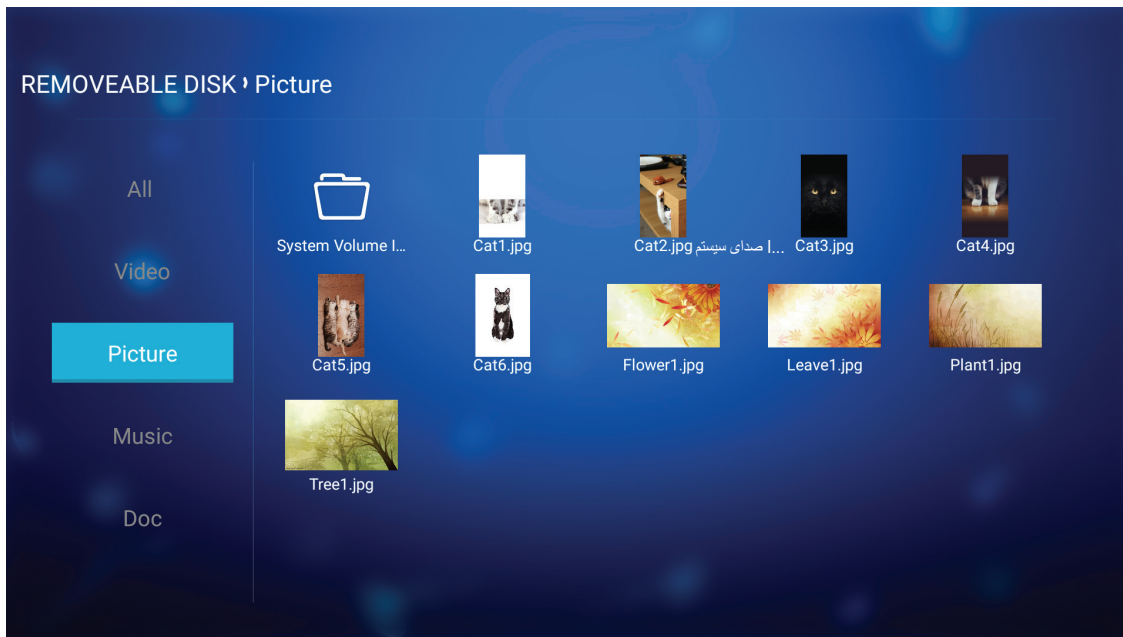 REMOVEABLE DISK › Picture
All
Video
Picture
Music
Doc
System Volume I...
Cat1.jpg
Cat2.jpg صدای سیستم I...
Cat3.jpg
Cat4.jpg
Cat5.jpg
Cat6.jpg
Flower1.jpg
Leave1.jpg
Plant1.jpg
Tree1.jpg